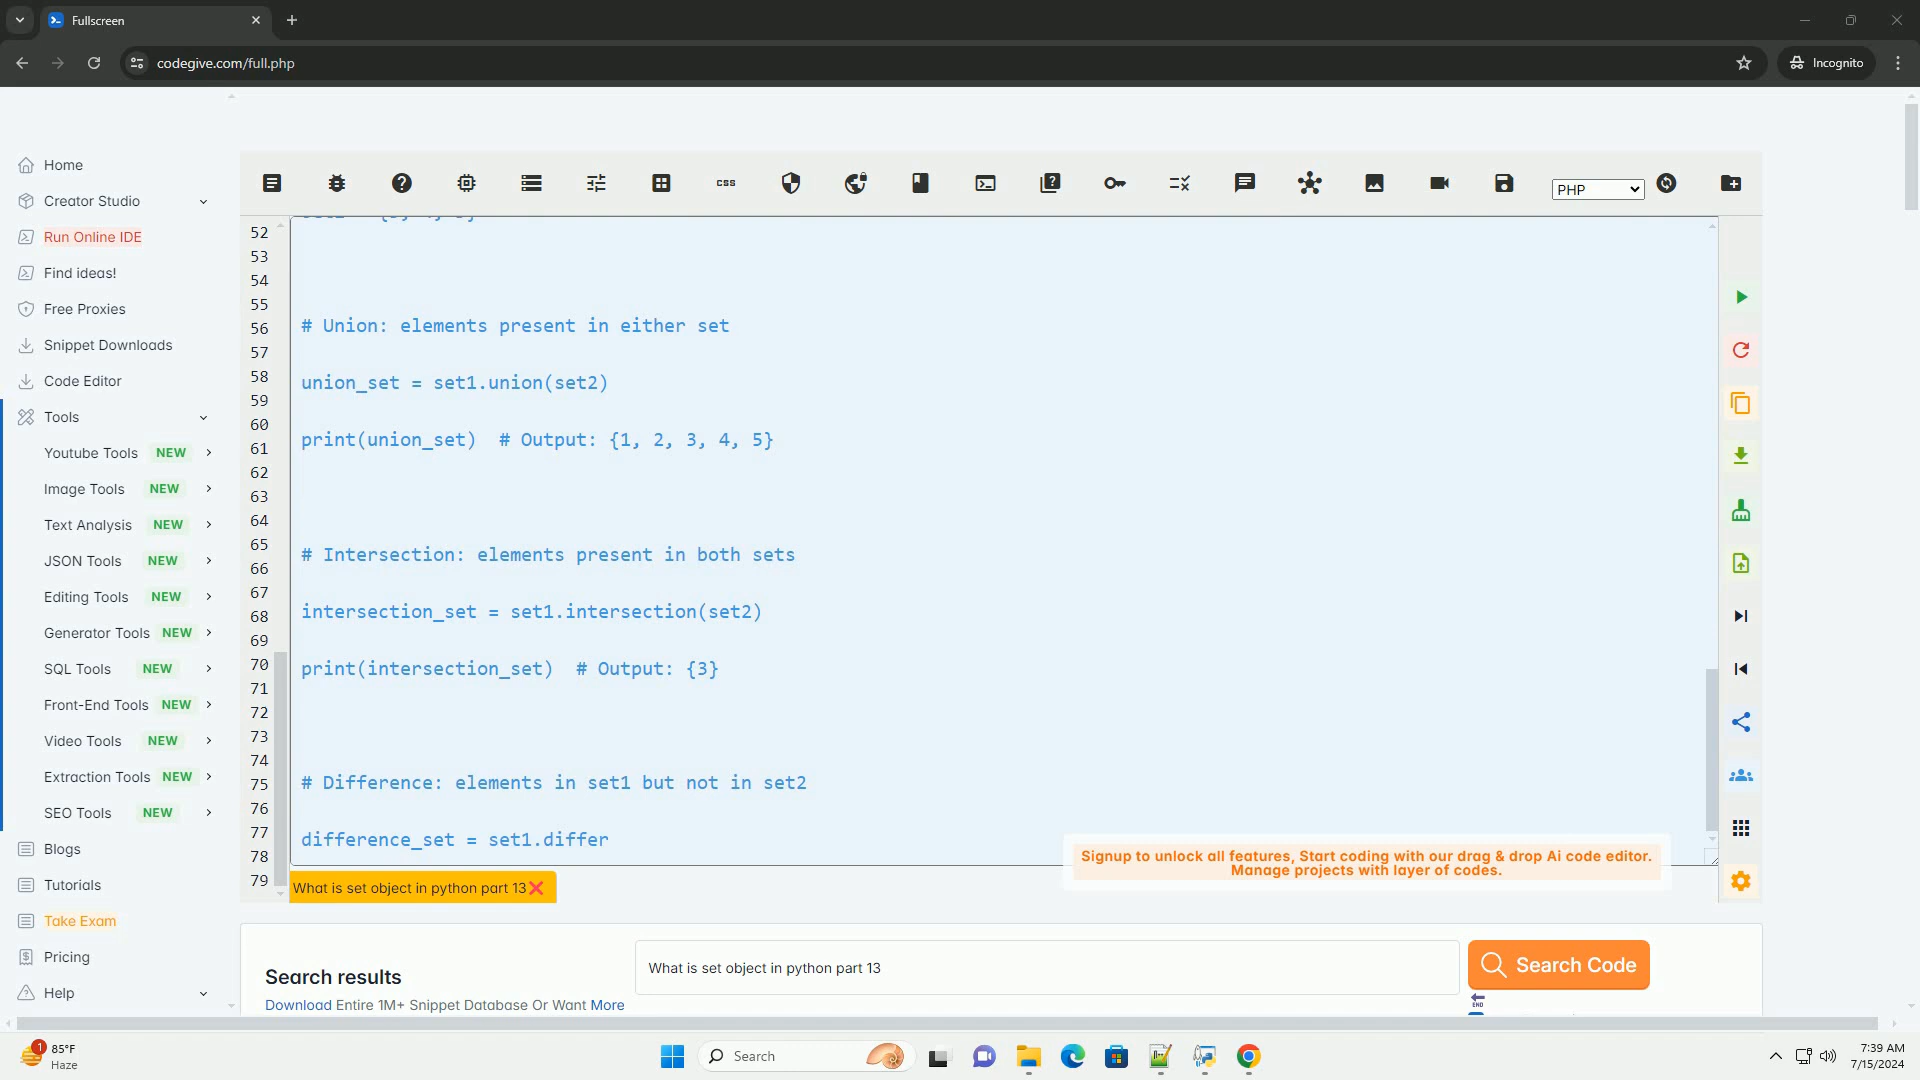 Fullscreen
codegive.com/full.php
Incognito
Home
Creator Studio
Run Online IDE
Find ideas!
Free Proxies
Snippet Downloads
Code Editor
Tools
Youtube Tools NEW
Image Tools NEW
Text Analysis NEW
JSON Tools NEW
Editing Tools NEW
Generator Tools NEW
SQL Tools NEW
Front-End Tools NEW
Video Tools NEW
Extraction Tools NEW
SEO Tools NEW
Blogs
Tutorials
Take Exam
Pricing
Help
css
PHP
52
53
54
55
56
57
58
59
60
61
62
63
64
65
66
67
68
69
70
71
72
73
74
75
76
77
78
79
# Union: elements present in either set
union_set = set1.union(set2)
print(union_set)  # Output: {1, 2, 3, 4, 5}
# Intersection: elements present in both sets
intersection_set = set1.intersection(set2)
print(intersection_set)  # Output: {3}
# Difference: elements in set1 but not in set2
difference_set = set1.differ
Signup to unlock all features, Start coding with our drag & drop Ai code editor.
Manage projects with layer of codes.
What is set object in python part 13
Search results
Download Entire 1M+ Snippet Database Or Want More
What is set object in python part 13
Search Code
END
1
85°F
Haze
Search
7:39 AM
7/15/2024